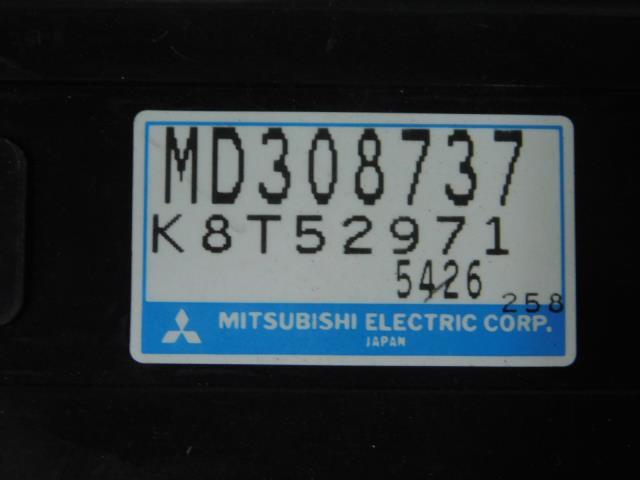 MD308737
K8T52971
5426
258
MITSUBISHI ELECTRIC CORP.
JAPAN